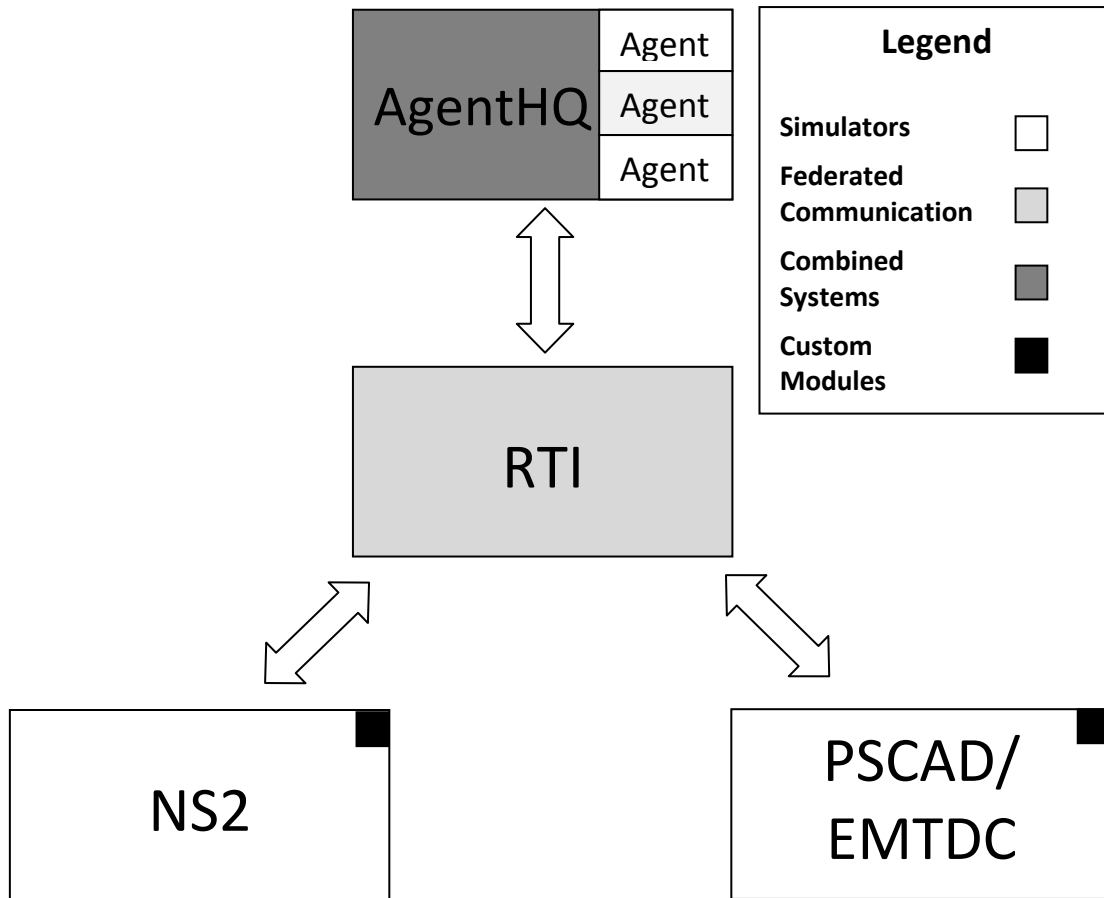 AgentHQ
Agent
Agent
Agent
Legend
Simulators
Federated
Communication
Combined
Systems
Custom
Modules
RTI
NS2
PSCAD/
EMTDC